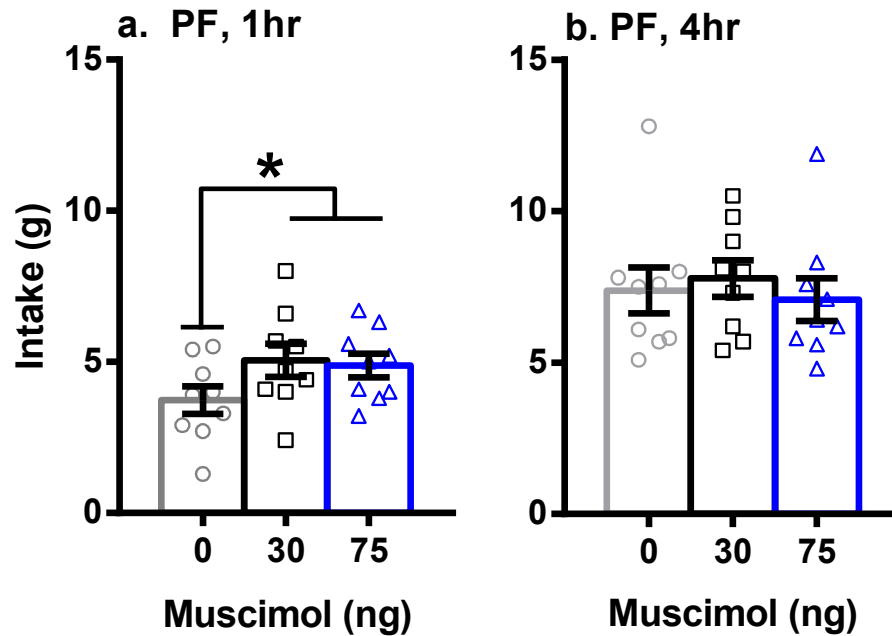 a. PF, 1hr
15
10
5
0
*
Intake (g)
0 30 75
Muscimol (ng)
b. PF, 4hr
15
10
5
0
0 30 75
Muscimol (ng)